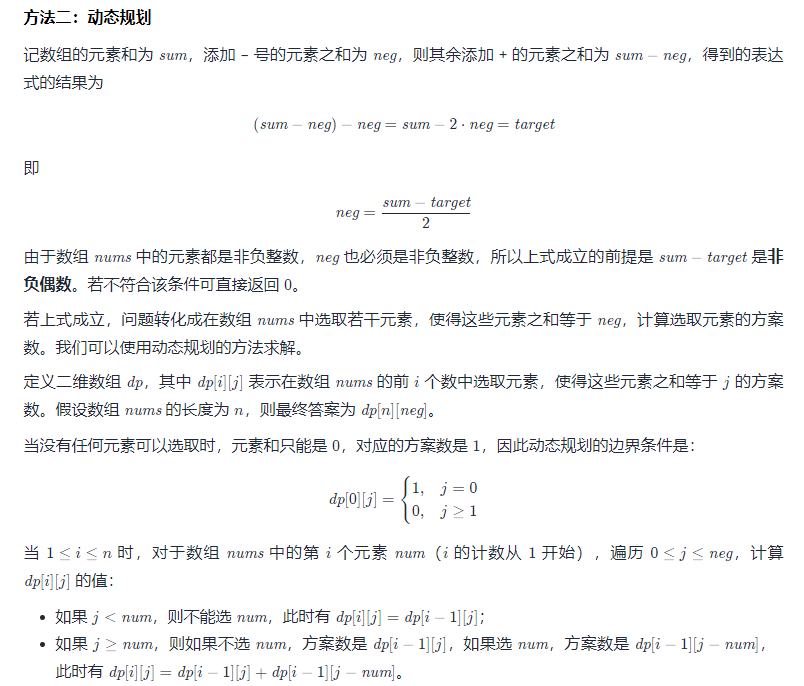 方法二：动态规划
记数组的元素和为 sum，添加 - 号的元素之和为 neg，则其余添加 + 的元素之和为 sum − neg，得到的表达
式的结果为
(sum − neg) − neg = sum − 2 · neg = target
即
neg = \frac{sum − target}{2}
由于数组 nums 中的元素都是非负整数，neg 也必须是非负整数，所以上式成立的前提是 sum − target 是非
负偶数。若不符合该条件可直接返回 0。
若上式成立，问题转化成在数组 nums 中选取若干元素，使得这些元素之和等于 neg，计算选取元素的方案
数。我们可以使用动态规划的方法求解。
定义二维数组 dp，其中 dp[i][j] 表示在数组 nums 的前 i 个数中选取元素，使得这些元素之和等于 j 的方案
数。假设数组 nums 的长度为 n，则最终答案为 dp[n][neg]。
当没有任何元素可以选取时，元素和只能是 0，对应的方案数是 1，因此动态规划的边界条件是：
dp[0][j] = \begin{cases} 1, & j = 0 \\ 0, & j ≥ 1 \end{cases}
当 1 ≤ i ≤ n 时，对于数组 nums 中的第 i 个元素 num（i 的计数从 1 开始），遍历 0 ≤ j ≤ neg，计算
dp[i][j] 的值：
• 如果 j < num，则不能选 num，此时有 dp[i][j] = dp[i − 1][j]；
• 如果 j ≥ num，则如果不选 num，方案数是 dp[i − 1][j]，如果选 num，方案数是 dp[i − 1][j − num]，
此时有 dp[i][j] = dp[i − 1][j] + dp[i − 1][j − num]。